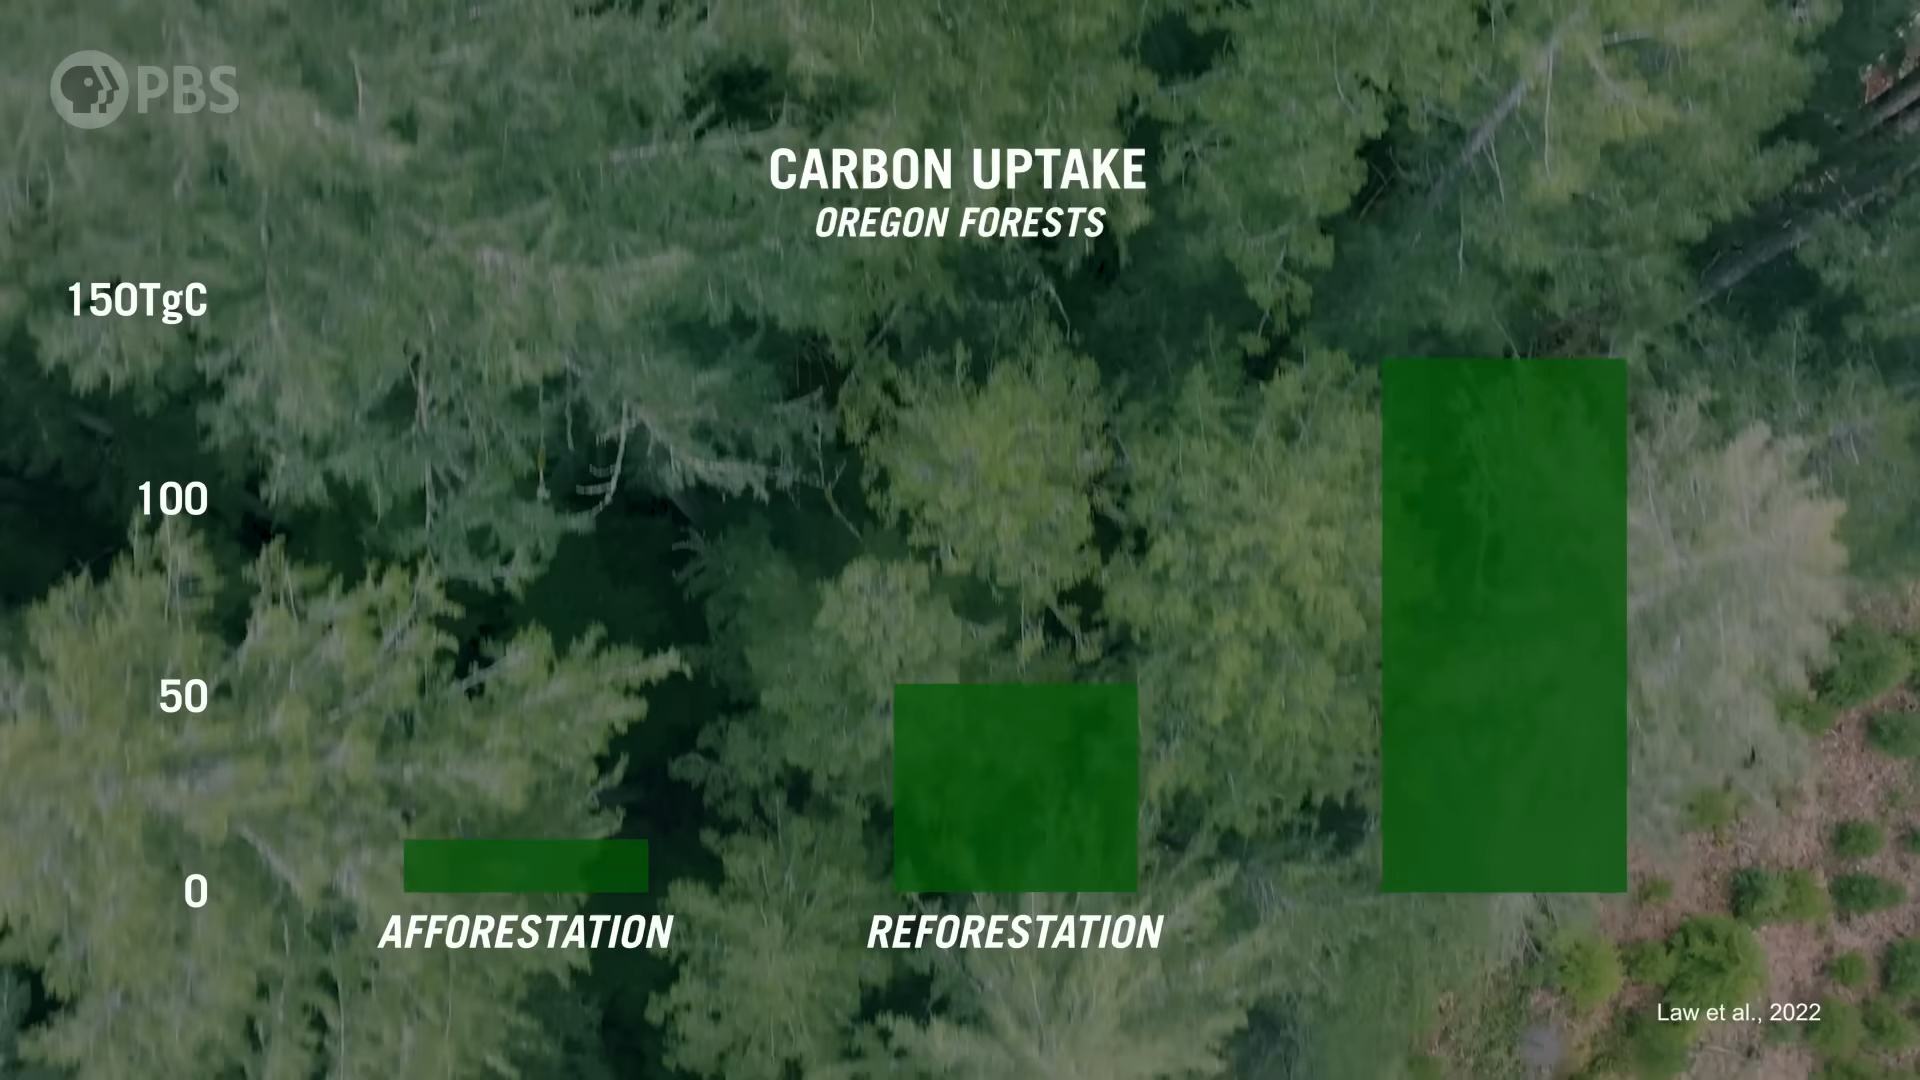 PBS
CARBON UPTAKE
OREGON FORESTS
150TgC
100
50
0
AFFORESTATION
REFORESTATION
Law et al., 2022